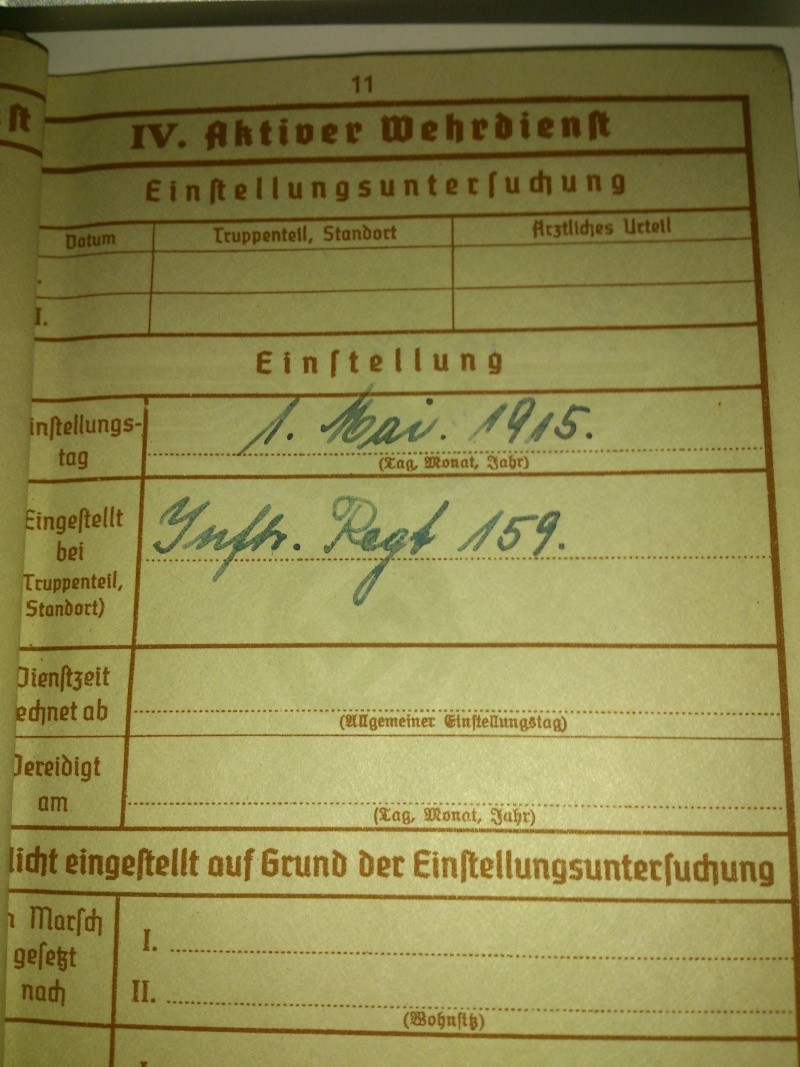 11
ſt
IV. Aktiver Wehrdienſt
Einſtellungsunterſuchung
Datum Truppenteil, Standort Ärztliches Urteil
I.
Einſtellung
inſtellungs-
tag
1. Mai. 1915.
(Tag, Monat, Jahr)
Eingeſtellt
bei
Truppenteil,
Standort)
Inftr. Regt 159.
Dienſtzeit
echnet ab
(Allgemeiner Einſtellungstag)
Vereidigt
am
(Tag, Monat, Jahr)
licht eingeſtellt auf Grund der Einſtellungsunterſuchung
n Marſch
geſetzt
nach
I.
II.
(Wohnſitz)